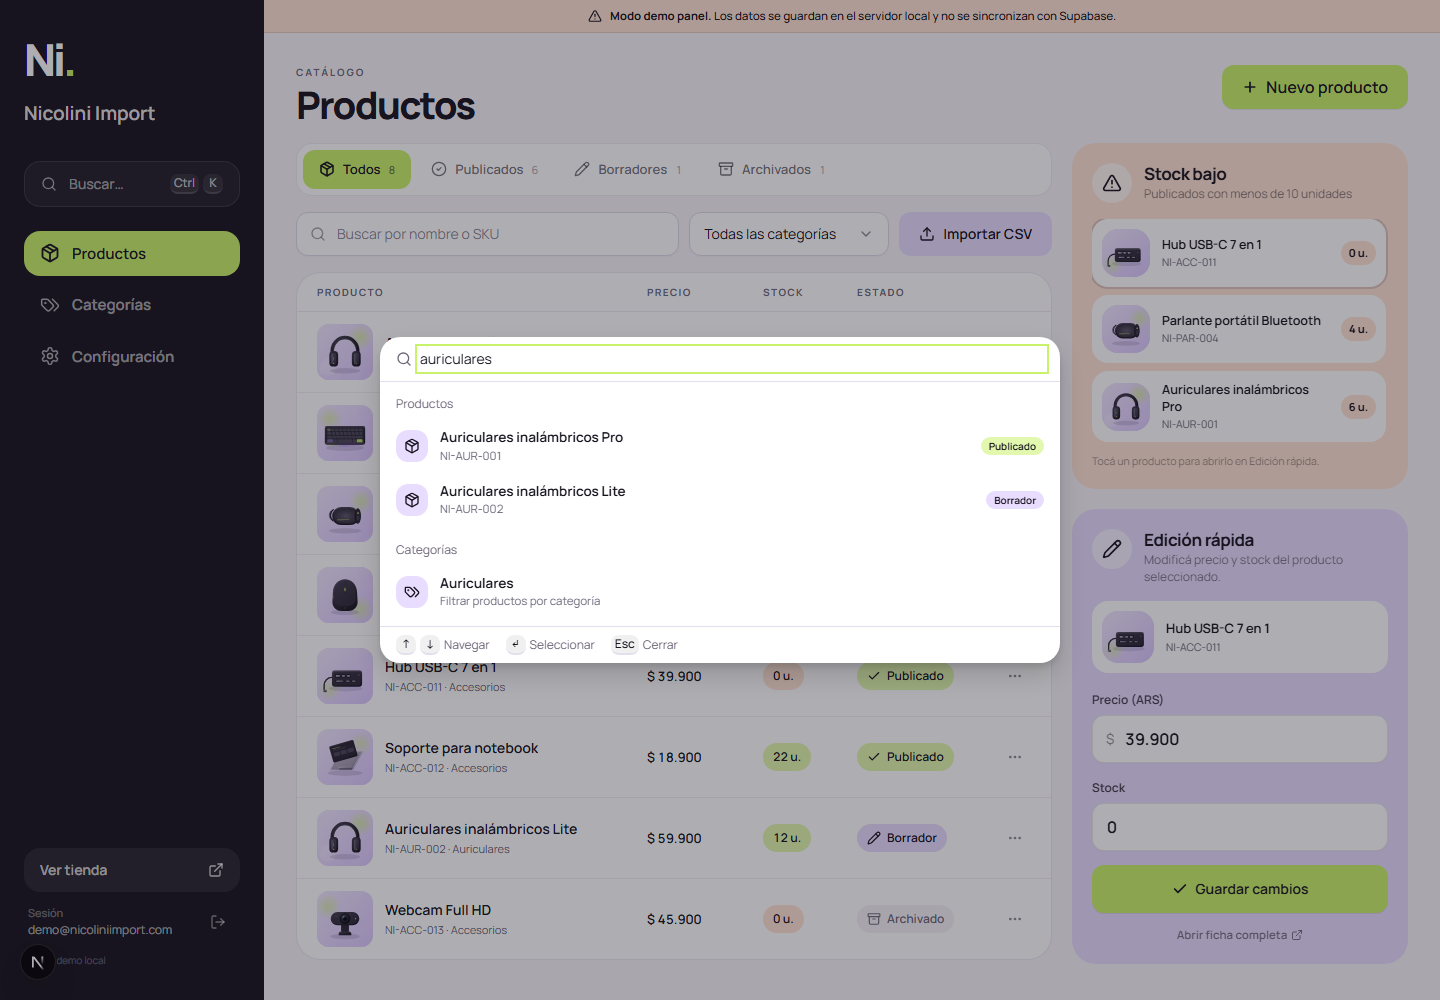 Modo demo panel. Los datos se guardan en el servidor local y no se sincronizan con Supabase.
Ni.
Nicolini Import
Buscar...
Ctrl K
Productos
Categorías
Configuración
Ver tienda
Sesión
demo@nicoliniimport.com
N
demo local
CATÁLOGO
Productos
Nuevo producto
Todos 8
Publicados 6
Borradores 1
Archivados 1
Buscar por nombre o SKU
Todas las categorías
Importar CSV
PRODUCTO PRECIO STOCK ESTADO
auriculares
Productos
Auriculares inalámbricos Pro
NI-AUR-001
Publicado
Auriculares inalámbricos Lite
NI-AUR-002
Borrador
Categorías
Auriculares
Filtrar productos por categoría
↑ ↓ Navegar ↵ Seleccionar Esc Cerrar
Hub USB-C 7 en 1
NI-ACC-011 · Accesorios
$ 39.900
0 u.
Publicado
Soporte para notebook
NI-ACC-012 · Accesorios
$ 18.900
22 u.
Publicado
Auriculares inalámbricos Lite
NI-AUR-002 · Auriculares
$ 59.900
12 u.
Borrador
Webcam Full HD
NI-ACC-013 · Accesorios
$ 45.900
0 u.
Archivado
Stock bajo
Publicados con menos de 10 unidades
Hub USB-C 7 en 1
NI-ACC-011
0 u.
Parlante portátil Bluetooth
NI-PAR-004
4 u.
Auriculares inalámbricos
Pro
NI-AUR-001
6 u.
Tocá un producto para abrirlo en Edición rápida.
Edición rápida
Modificá precio y stock del producto
seleccionado.
Hub USB-C 7 en 1
NI-ACC-011
Precio (ARS)
$ 39.900
Stock
0
Guardar cambios
Abrir ficha completa